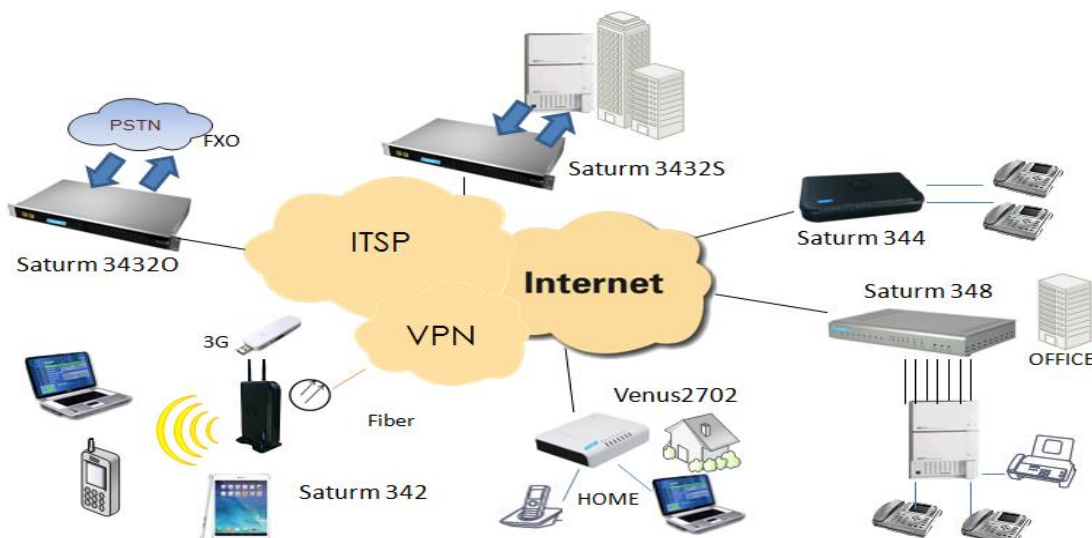 PSTN
FXO
Saturm 3432O
Saturm 3432S
ITSP
Internet
VPN
Saturm 344
Saturm 348
OFFICE
3G
Fiber
Saturm 342
Venus2702
HOME